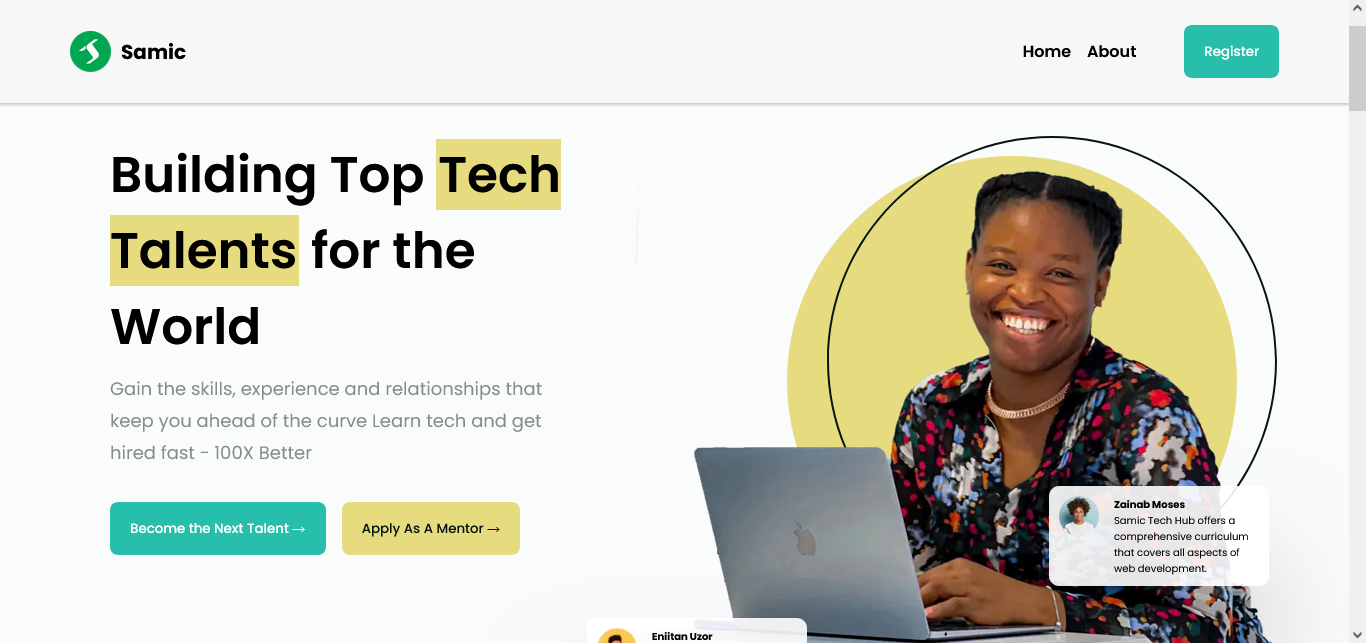 Samic
Home About Register
Building Top Tech
Talents for the
World
Gain the skills, experience and relationships that
keep you ahead of the curve Learn tech and get
hired fast - 100X Better
Become the Next Talent →
Apply As A Mentor →
Zainab Moses
Samic Tech Hub offers a
comprehensive curriculum
that covers all aspects of
web development.
Eniitan Uzor